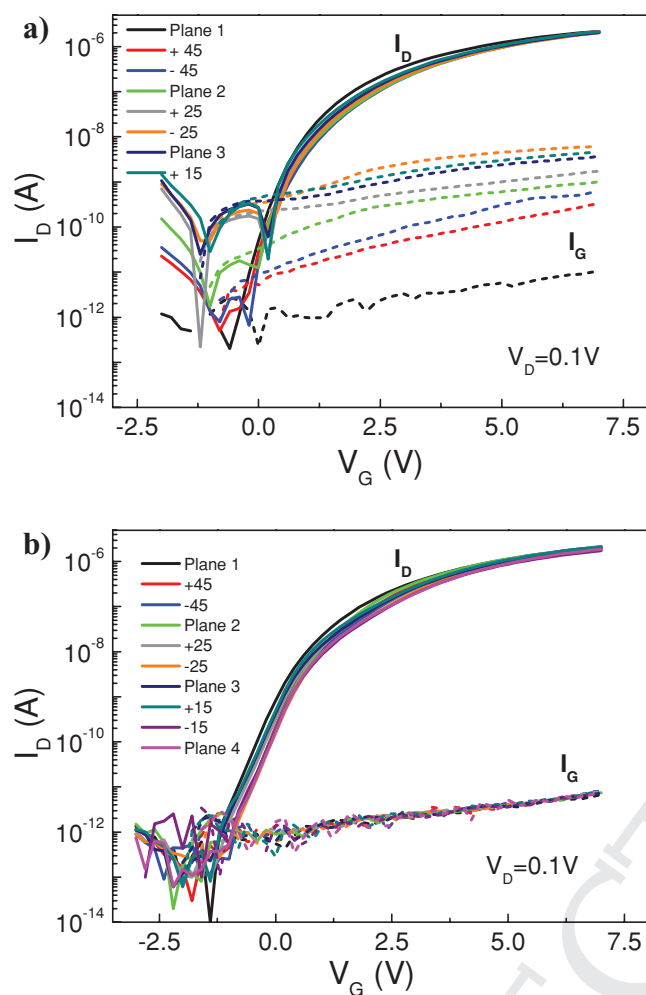 a)
Plane 1
+ 45
- 45
Plane 2
+ 25
- 25
Plane 3
+ 15
I_D
I_G
V_D=0.1V
I_D (A)
10^-6
10^-8
10^-10
10^-12
10^-14
-2.5 0.0 2.5 5.0 7.5
V_G (V)
b)
Plane 1
+45
-45
Plane 2
+25
-25
Plane 3
+15
-15
Plane 4
I_D
I_G
V_D=0.1V
I_D (A)
10^-6
10^-8
10^-10
10^-12
10^-14
-2.5 0.0 2.5 5.0 7.5
V_G (V)